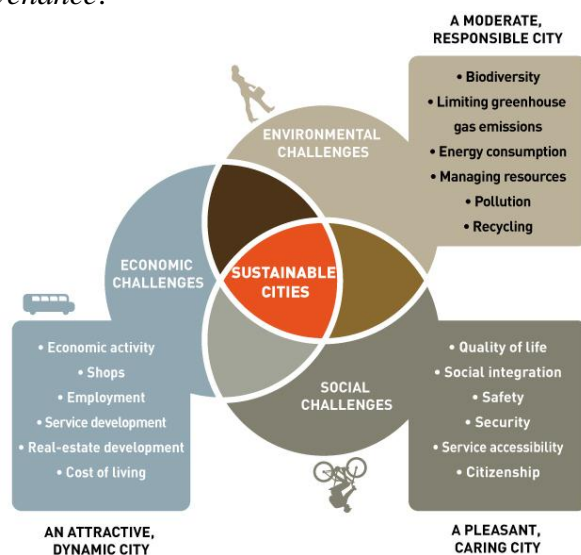 venance.
A MODERATE,
RESPONSIBLE CITY
• Biodiversity
• Limiting greenhouse
gas emissions
• Energy consumption
• Managing resources
• Pollution
• Recycling
ENVIRONMENTAL
CHALLENGES
ECONOMIC
CHALLENGES
SUSTAINABLE
CITIES
• Economic activity
• Shops
• Employment
• Service development
• Real-estate development
• Cost of living
SOCIAL
CHALLENGES
• Quality of life
• Social integration
• Safety
• Security
• Service accessibility
• Citizenship
AN ATTRACTIVE,
DYNAMIC CITY
A PLEASANT,
CARING CITY